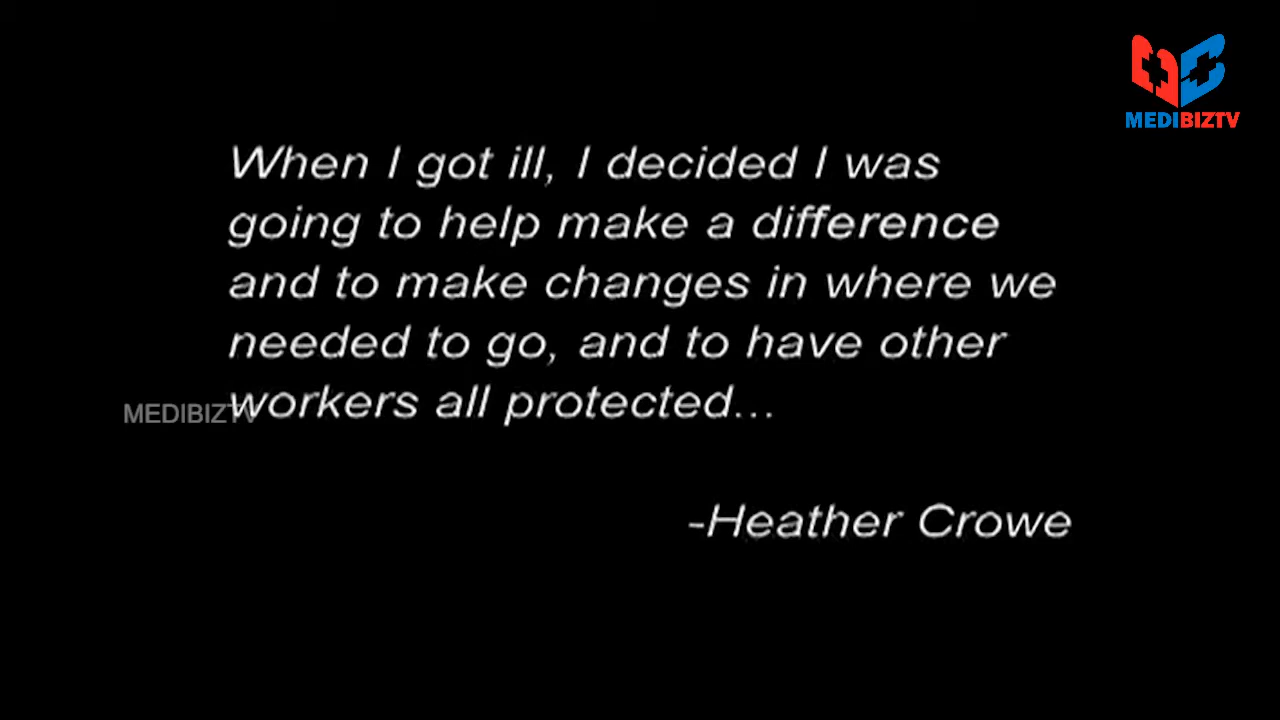 MEDIBIZTV
When I got ill, I decided I was
going to help make a difference
and to make changes in where we
needed to go, and to have other
workers all protected...
MEDIBIZTV
-Heather Crowe